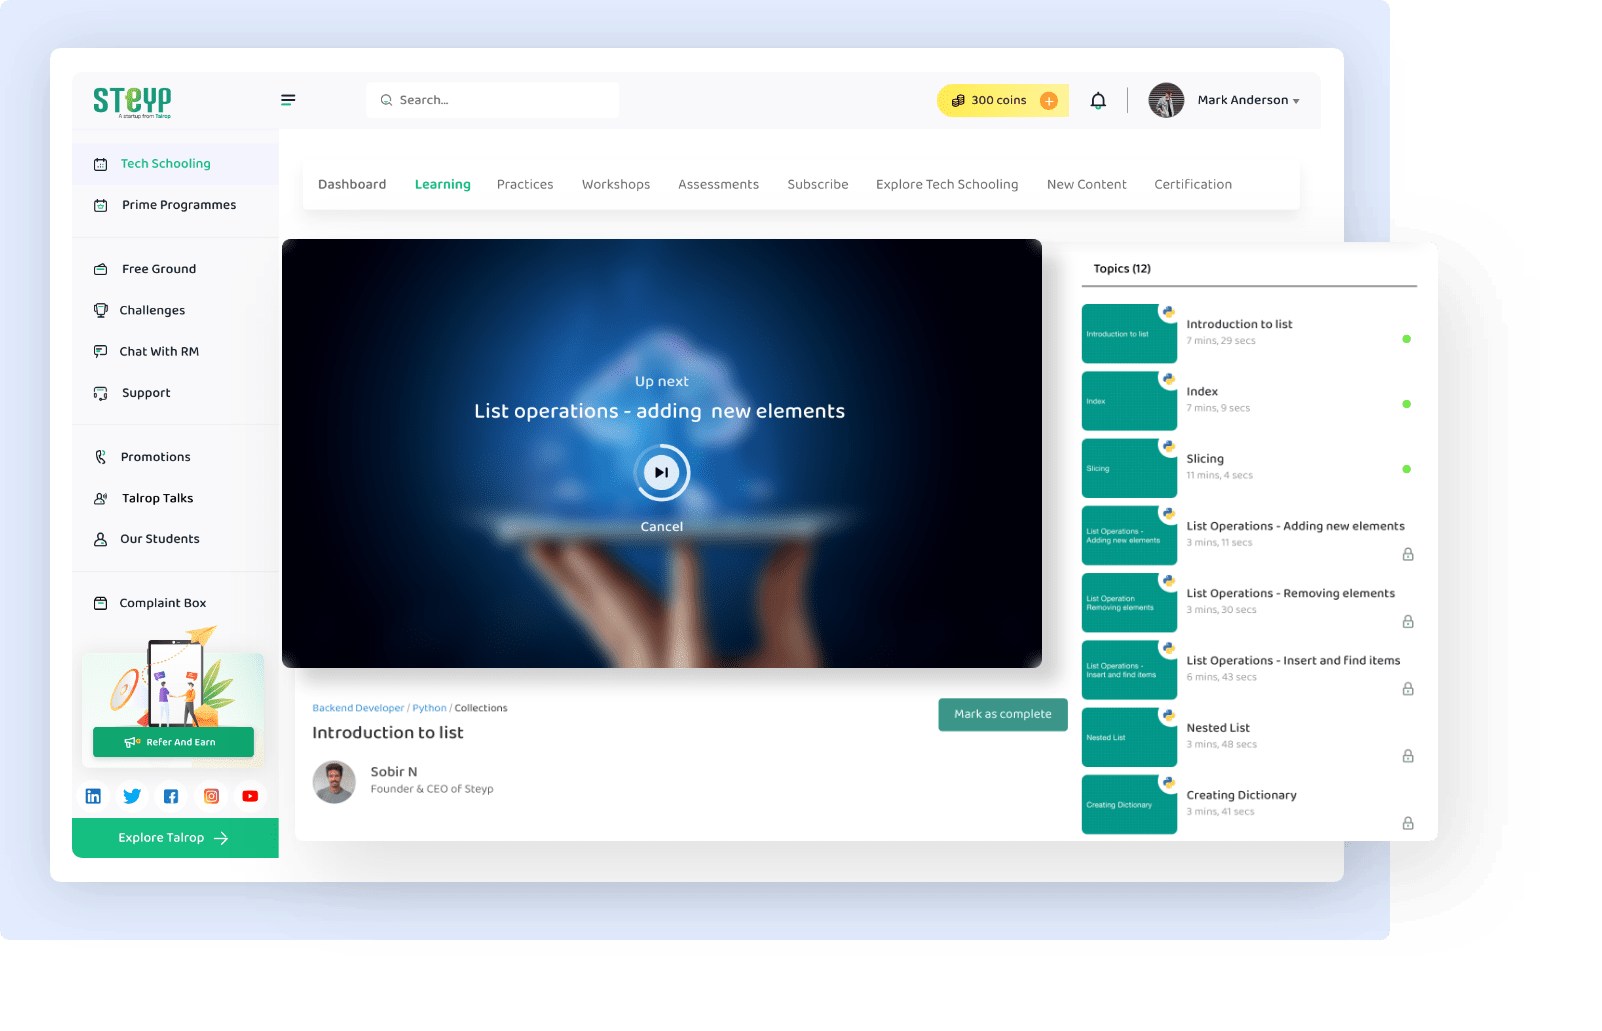 STEYP
A startup from Talrop
Search...
300 coins
Mark Anderson
Tech Schooling
Prime Programmes
Free Ground
Challenges
Chat With RM
Support
Promotions
Talrop Talks
Our Students
Complaint Box
Refer And Earn
Explore Talrop
Dashboard
Learning
Practices
Workshops
Assessments
Subscribe
Explore Tech Schooling
New Content
Certification
Up next
List operations - adding new elements
Cancel
Backend Developer / Python / Collections
Introduction to list
Mark as complete
Sobir N
Founder & CEO of Steyp
Topics (12)
Introduction to list
Introduction to list
7 mins, 29 secs
Index
Index
7 mins, 9 secs
Slicing
Slicing
11 mins, 4 secs
List Operations -
Adding new elements
List Operations - Adding new elements
3 mins, 11 secs
List Operation
Removing elements
List Operations - Removing elements
3 mins, 30 secs
List Operations -
Insert and find items
List Operations - Insert and find items
6 mins, 43 secs
Nested List
Nested List
3 mins, 48 secs
Creating Dictionary
Creating Dictionary
3 mins, 41 secs